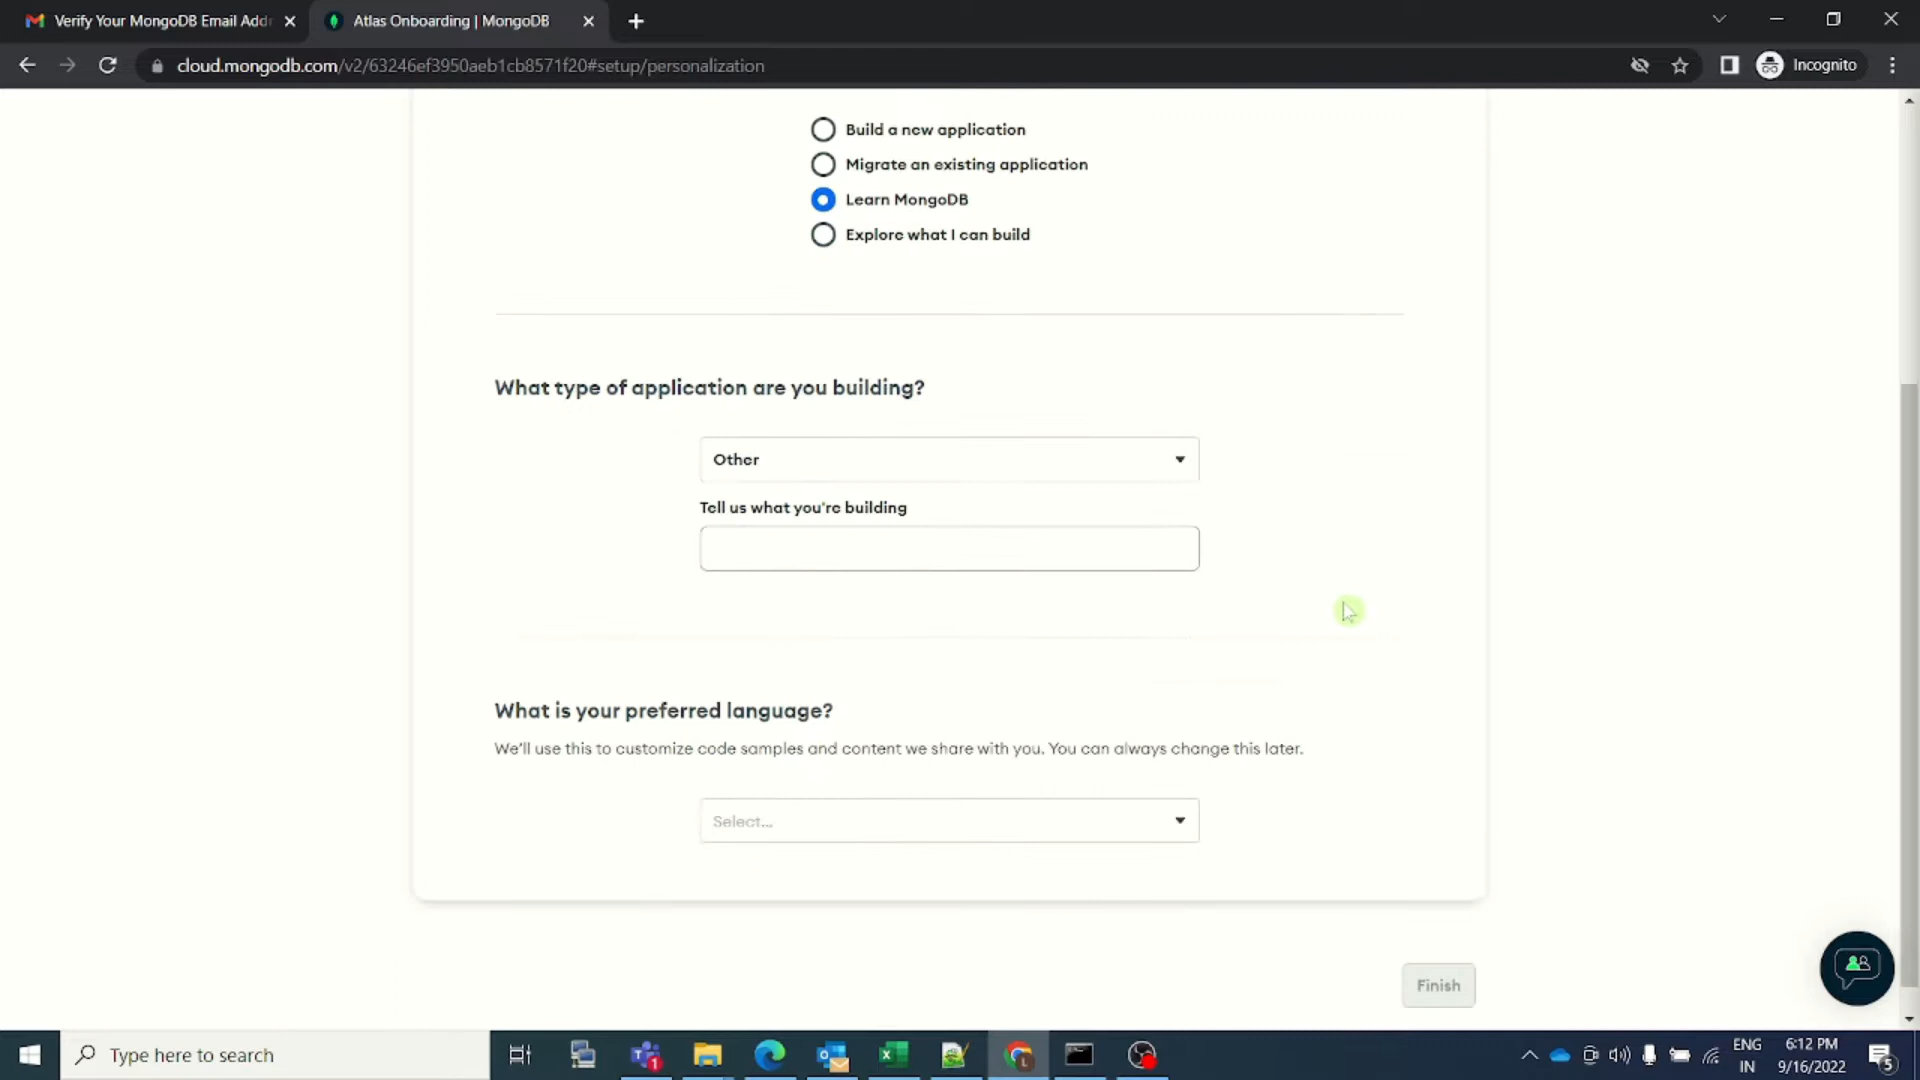 Verify Your MongoDB Email Addr
Atlas Onboarding | MongoDB
cloud.mongodb.com/v2/63246ef3950aeb1cb8571f20#setup/personalization
Incognito
Build a new application
Migrate an existing application
Learn MongoDB
Explore what I can build
What type of application are you building?
Other
Tell us what you're building
What is your preferred language?
We'll use this to customize code samples and content we share with you. You can always change this later.
Select...
Finish
Type here to search
1
L
ENG
IN
6:12 PM
9/16/2022
5